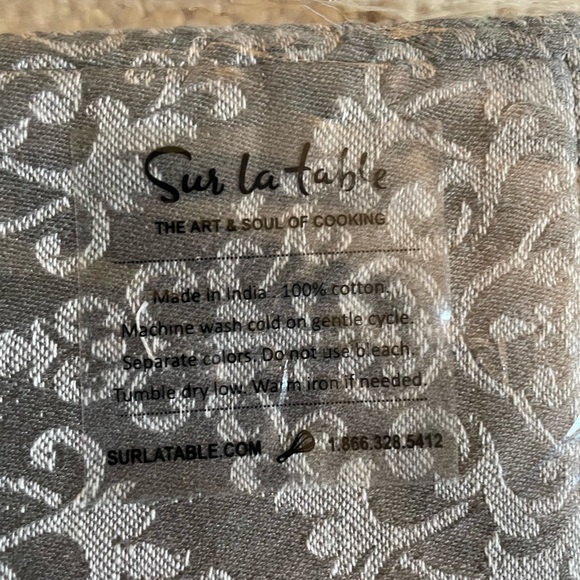 Sur la table
THE ART & SOUL OF COOKING
Made in India . 100% cotton.
Machine wash cold on gentle cycle.
Separate colors. Do not use bleach.
Tumble dry low. Warm iron if needed.
SURLATABLE.COM 1.866.328.5412